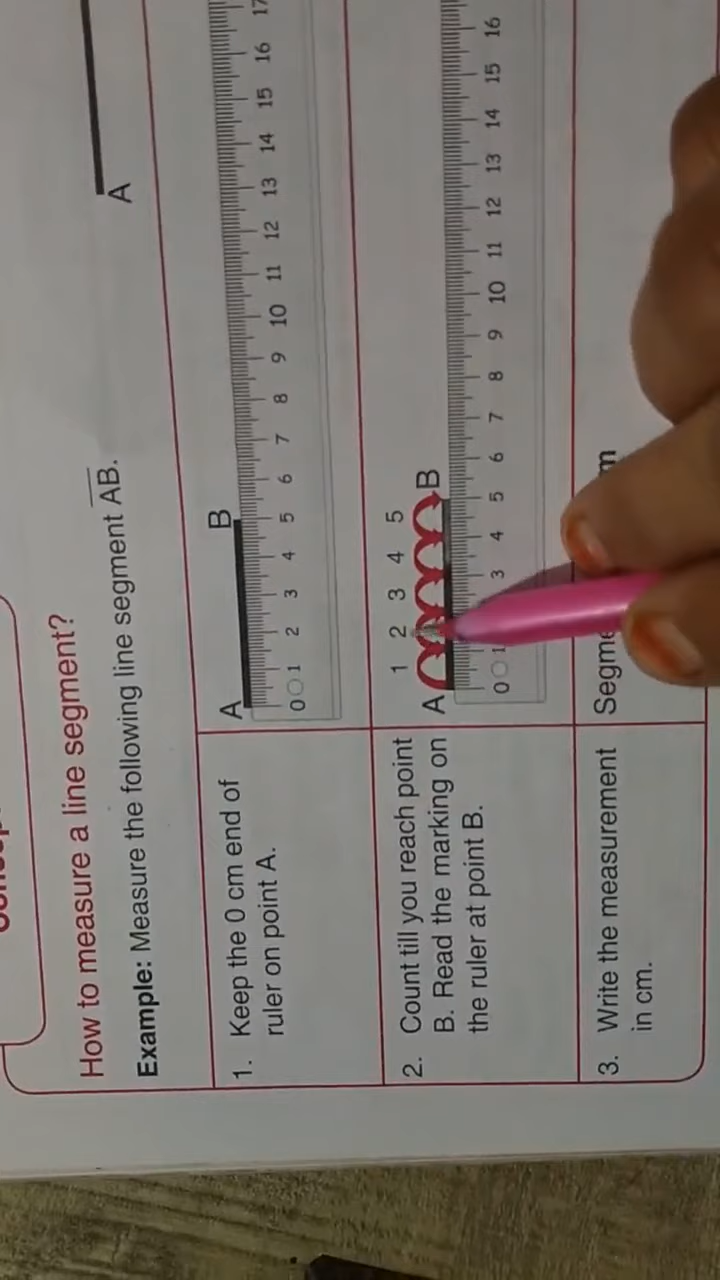 How to measure a line segment?
Example: Measure the following line segment AB.
A
1. Keep the 0 cm end of
ruler on point A.
A B
0 1 2 3 4 5 6 7 8 9 10 11 12 13 14 15 16 17
2. Count till you reach point
B. Read the marking on
the ruler at point B.
1 2 3 4 5
A B
0 1 3 4 5 6 7 8 9 10 11 12 13 14 15 16
3. Write the measurement
in cm.